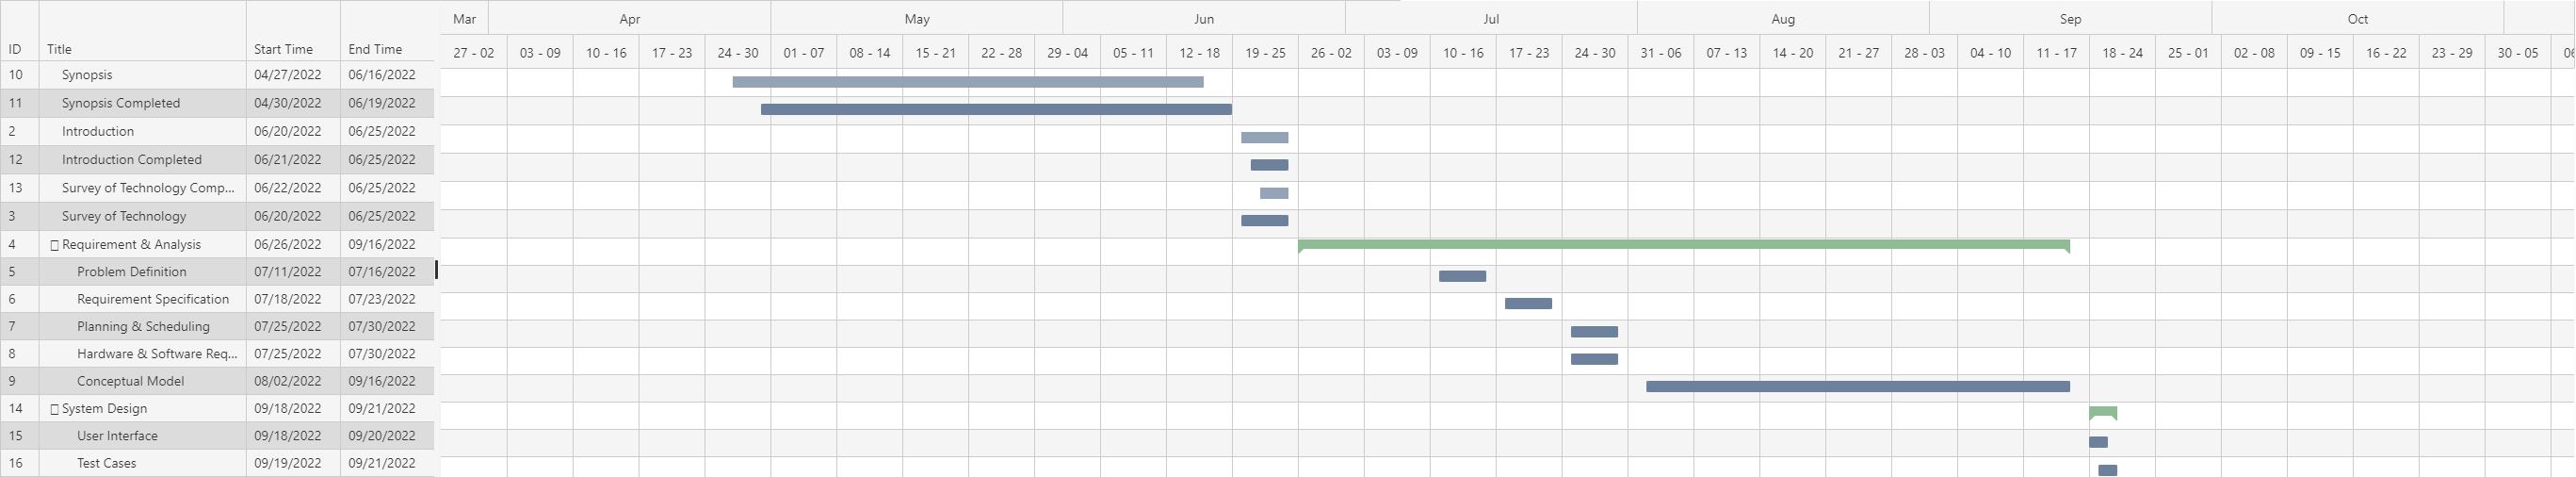 Mar Apr May Jun Jul Aug Sep Oct
ID Title Start Time End Time
27 - 02 03 - 09 10 - 16 17 - 23 24 - 30 01 - 07 08 - 14 15 - 21 22 - 28 29 - 04 05 - 11 12 - 18 19 - 25 26 - 02 03 - 09 10 - 16 17 - 23 24 - 30 31 - 06 07 - 13 14 - 20 21 - 27 28 - 03 04 - 10 11 - 17 18 - 24 25 - 01 02 - 08 09 - 15 16 - 22 23 - 29 30 - 05
10 Synopsis 04/27/2022 06/16/2022
11 Synopsis Completed 04/30/2022 06/19/2022
2 Introduction 06/20/2022 06/25/2022
12 Introduction Completed 06/21/2022 06/25/2022
13 Survey of Technology Comp... 06/22/2022 06/25/2022
3 Survey of Technology 06/20/2022 06/25/2022
4 Requirement & Analysis 06/26/2022 09/16/2022
5 Problem Definition 07/11/2022 07/16/2022
6 Requirement Specification 07/18/2022 07/23/2022
7 Planning & Scheduling 07/25/2022 07/30/2022
8 Hardware & Software Req... 07/25/2022 07/30/2022
9 Conceptual Model 08/02/2022 09/16/2022
14 System Design 09/18/2022 09/21/2022
15 User Interface 09/18/2022 09/20/2022
16 Test Cases 09/19/2022 09/21/2022